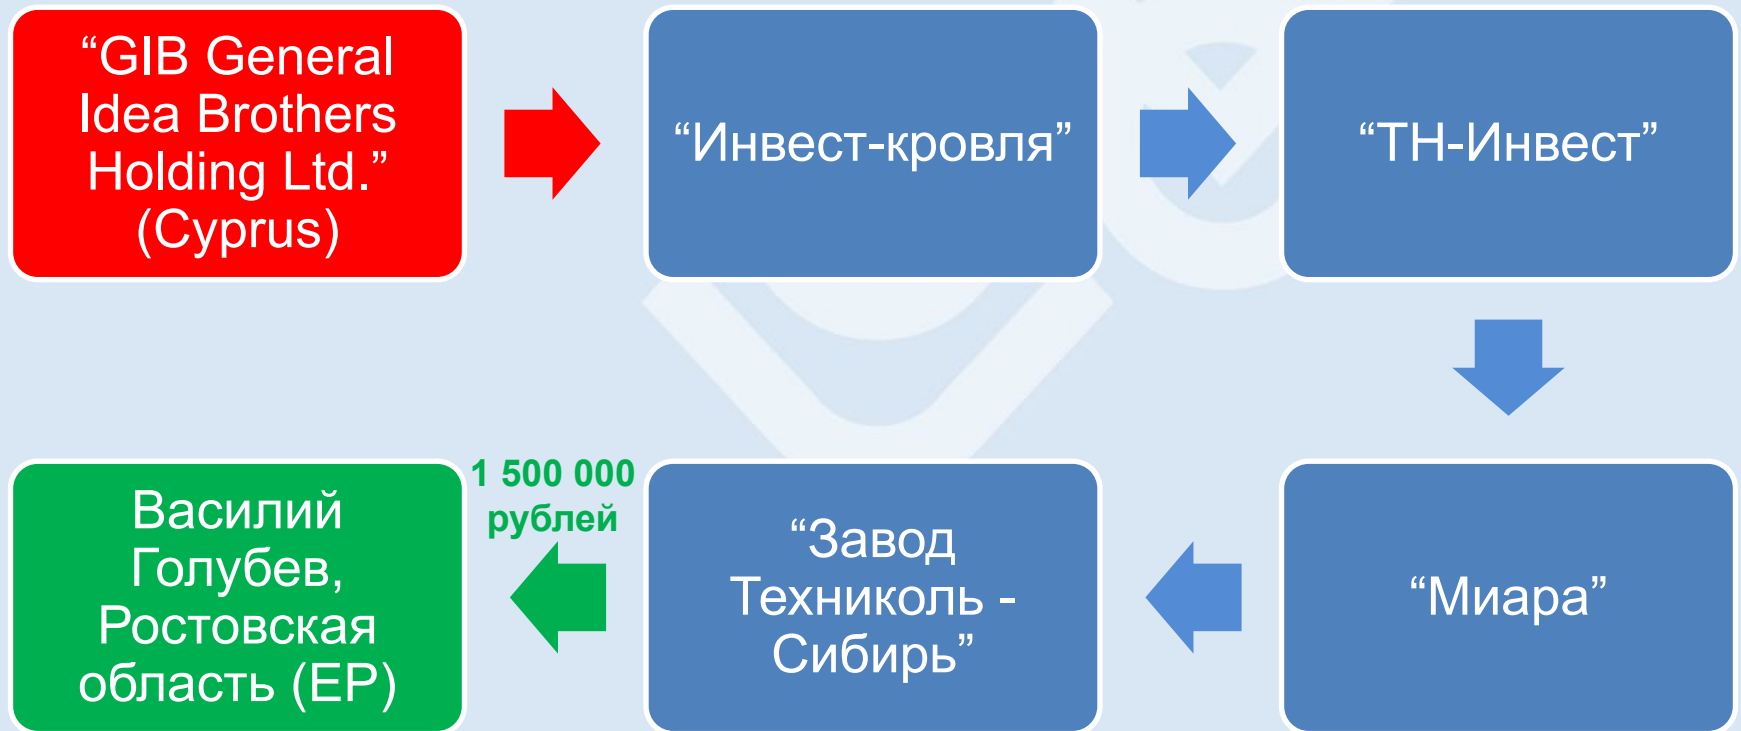 “GIB General
Idea Brothers
Holding Ltd.”
(Cyprus)
“Инвест-кровля”
“ТН-Инвест”
“Миара”
“Завод
Техниколь -
Сибирь”
1 500 000
рублей
Василий
Голубев,
Ростовская
область (ЕР)